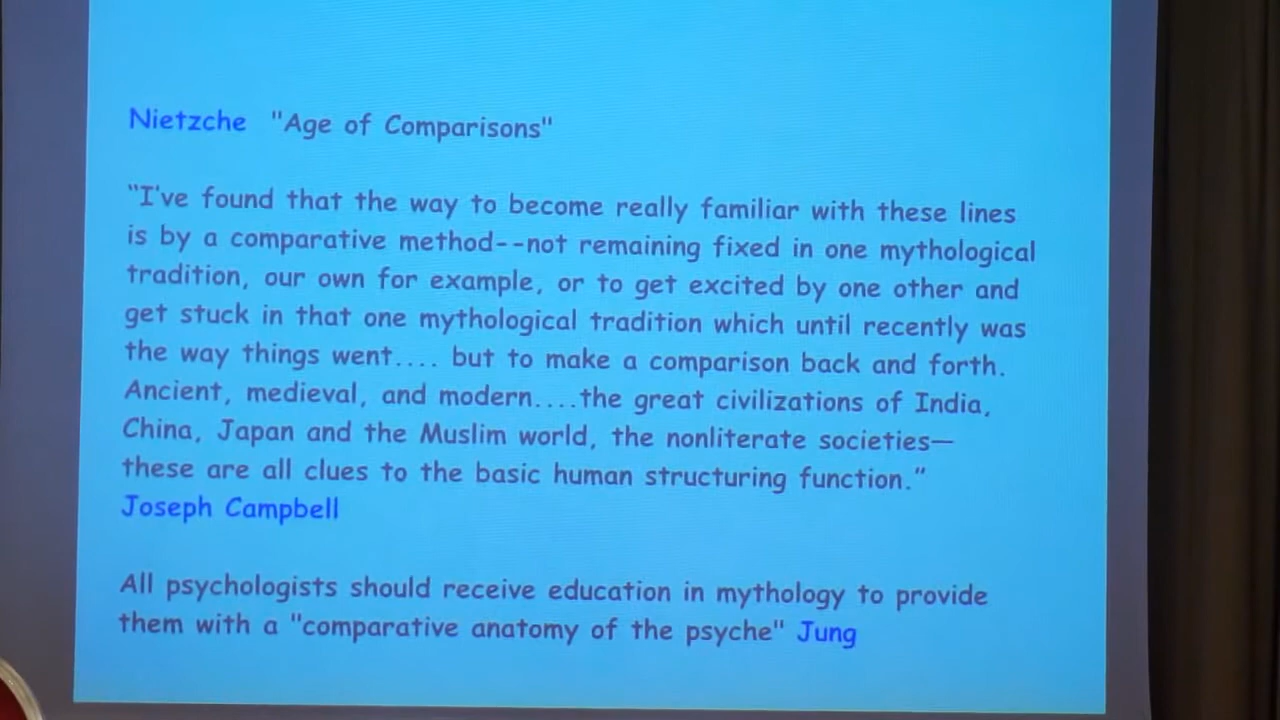 Nietzche "Age of Comparisons"
"I've found that the way to become really familiar with these lines
is by a comparative method--not remaining fixed in one mythological
tradition, our own for example, or to get excited by one other and
get stuck in that one mythological tradition which until recently was
the way things went.... but to make a comparison back and forth.
Ancient, medieval, and modern....the great civilizations of India,
China, Japan and the Muslim world, the nonliterate societies—
these are all clues to the basic human structuring function."
Joseph Campbell
All psychologists should receive education in mythology to provide
them with a "comparative anatomy of the psyche" Jung